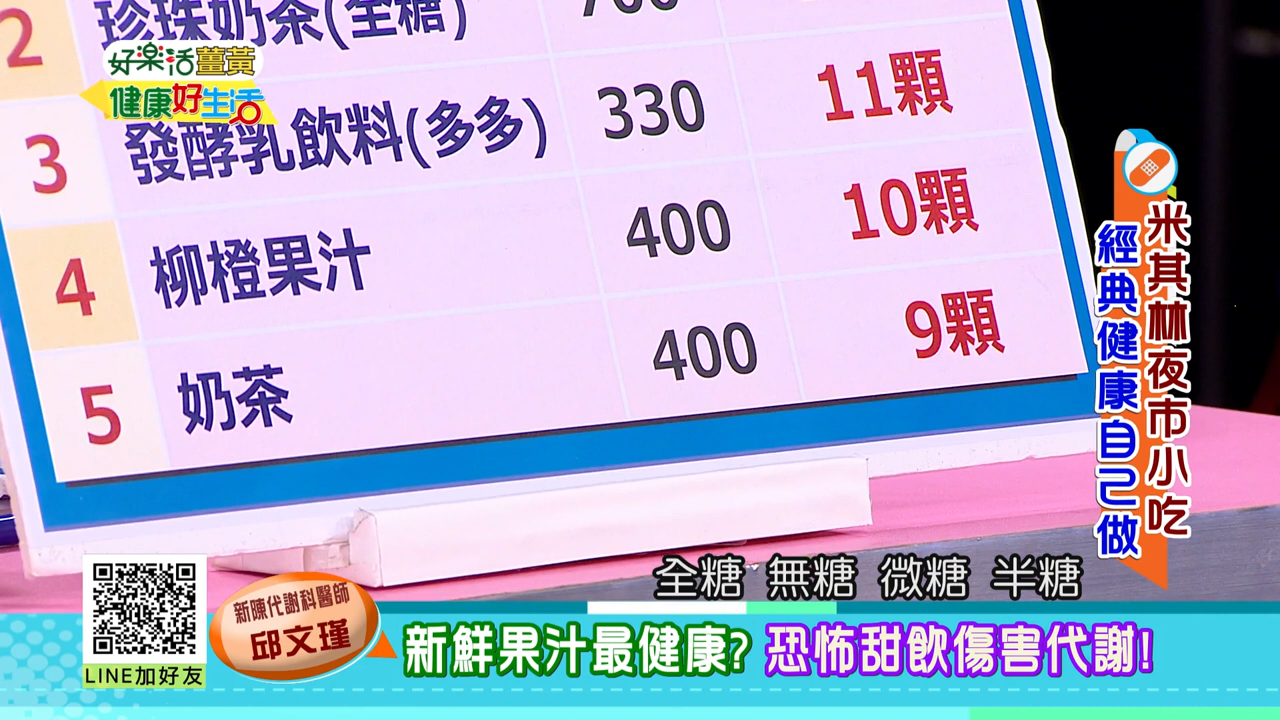 2 珍珠奶茶(全糖) 700
好樂活薑黃
健康好生活
3 發酵乳飲料(多多) 330 11顆
4 柳橙果汁 400 10顆
5 奶茶 400 9顆
米其林夜市小吃
經典健康自己做
全糖 無糖 微糖 半糖
新陳代謝科醫師
邱文瑾
新鮮果汁最健康? 恐怖甜飲傷害代謝!
LINE加好友